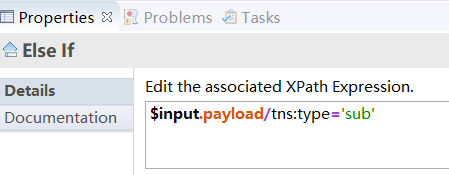 Properties Problems Tasks
Else If
Details
Documentation
Edit the associated XPath Expression.
$input.payload/tns:type='sub'